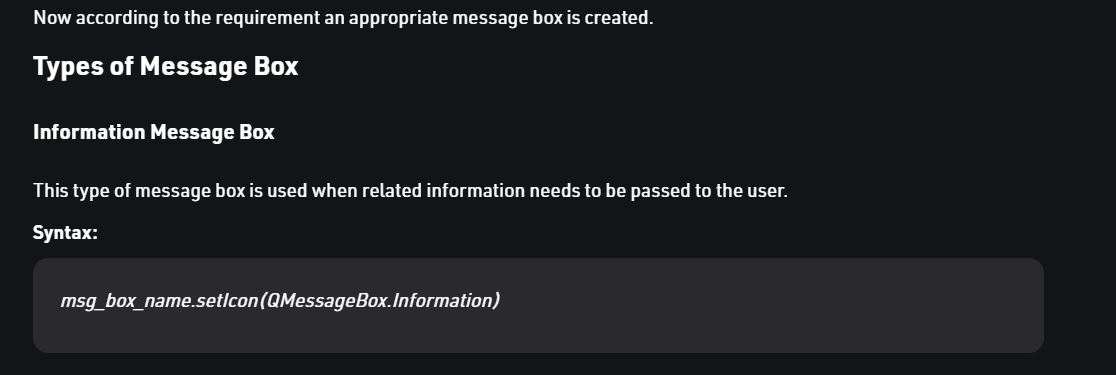 Now according to the requirement an appropriate message box is created.
Types of Message Box
Information Message Box
This type of message box is used when related information needs to be passed to the user.
Syntax:
msg_box_name.setIcon(QMessageBox.Information)